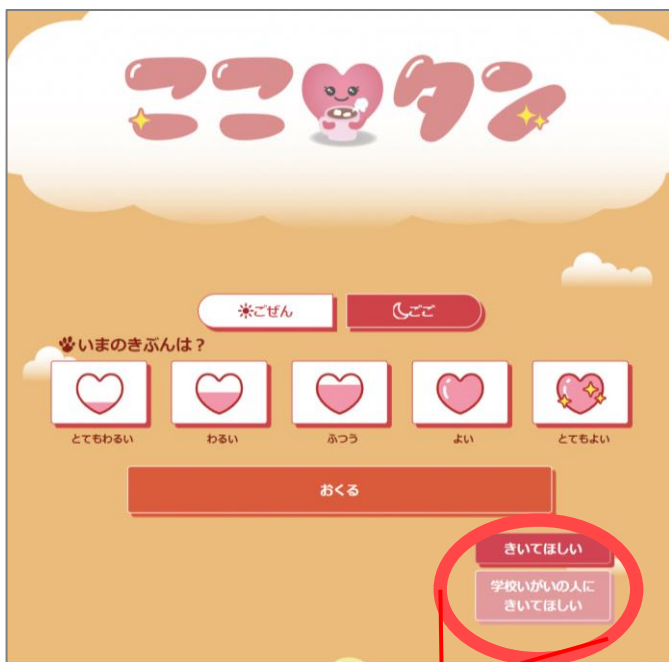 ここタン
ごぜん
ごご
いまのきぶんは？
とてもわるい
わるい
ふつう
よい
とてもよい
おくる
きいてほしい
学校いがいの人に
きいてほしい